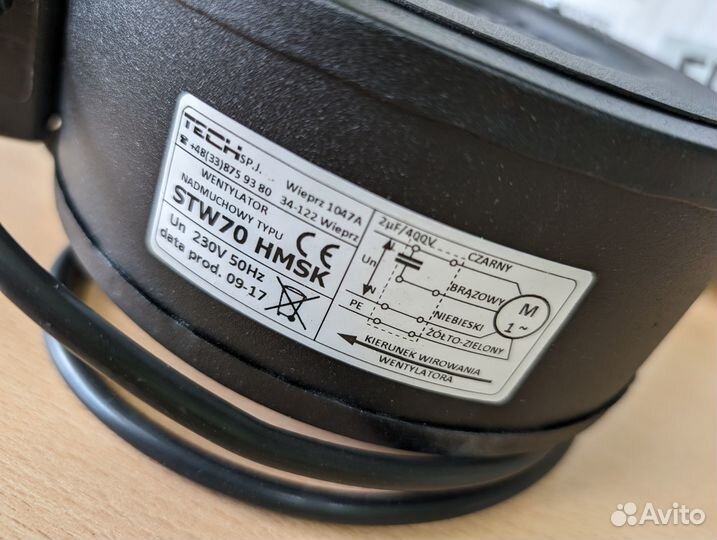 TECH SP.J.
Wieprz 1047A
☎ +48(33)875 93 80 34-122 Wieprz
WENTYLATOR
NADMUCHOWY TYPU
STW70 HMSK
CE
Un 230V 50Hz
data prod. 09-17
2µF/400V
L
CZARNY
Un
BRĄZOWY
M
1~
N
NIEBIESKI
PE
ŻÓŁTO-ZIELONY
KIERUNEK WIROWANIA
WENTYLATORA
Avito